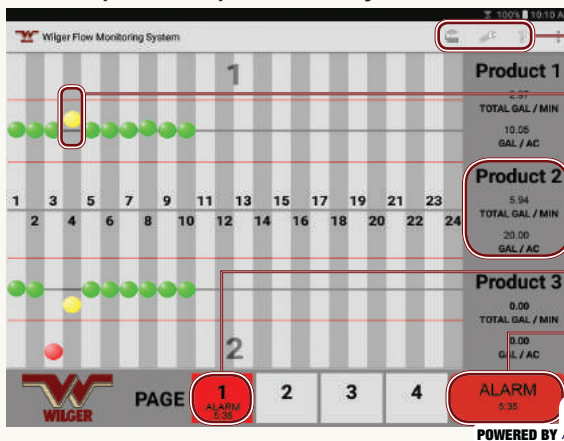 100% 10:10 A
Wilger Flow Monitoring System
1
Product 1
2.97
TOTAL GAL / MIN
10.05
GAL / AC
Product 2
5.94
TOTAL GAL / MIN
20.00
GAL / AC
1 3 5 7 9 11 13 15 17 19 21 23
2 4 6 8 10 12 14 16 18 20 22 24
Product 3
0.00
TOTAL GAL / MIN
0.00
GAL / AC
2
WILGER
PAGE
1
ALARM
5:35
2
3
4
ALARM
5:35
POWERED BY